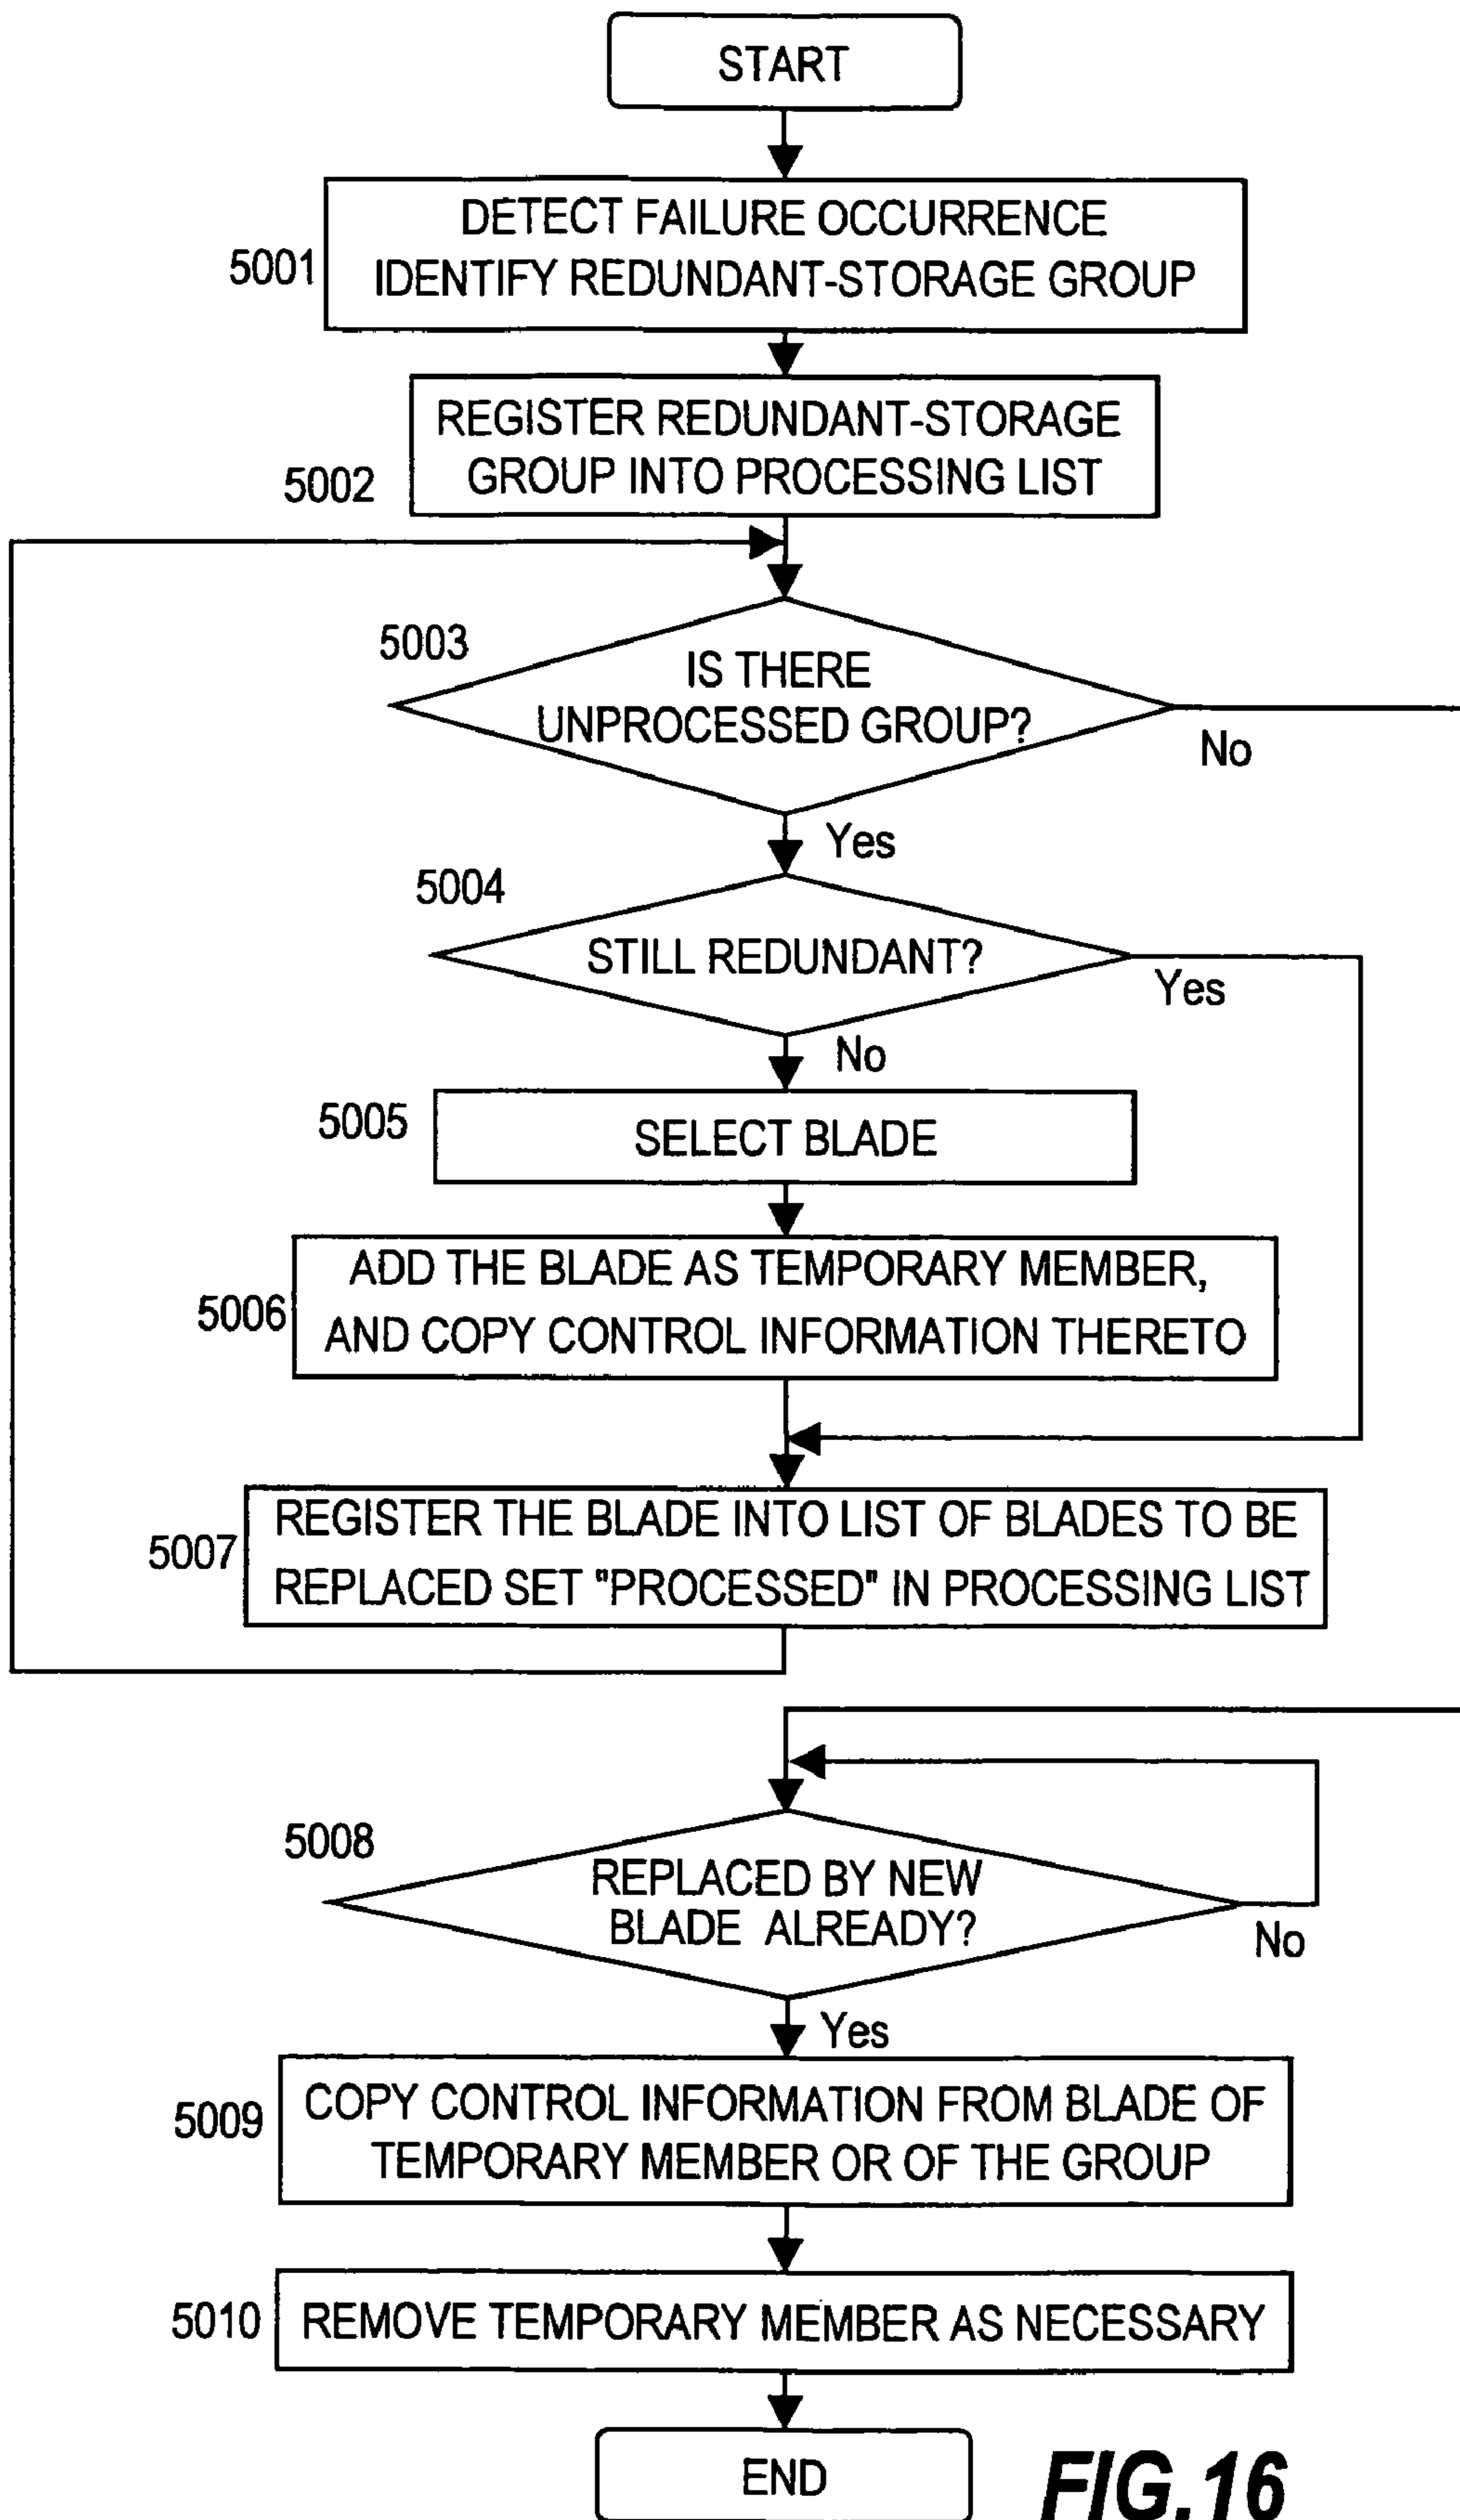 START
DETECT FAILURE OCCURRENCE
IDENTIFY REDUNDANT-STORAGE GROUP
5001
REGISTER REDUNDANT-STORAGE
GROUP INTO PROCESSING LIST
5002
5003
IS THERE
UNPROCESSED GROUP?
No
Yes
5004
STILL REDUNDANT?
Yes
No
5005
SELECT BLADE
ADD THE BLADE AS TEMPORARY MEMBER,
5006
AND COPY CONTROL INFORMATION THERETO
REGISTER THE BLADE INTO LIST OF BLADES TO BE
5007
REPLACED SET "PROCESSED" IN PROCESSING LIST
5008
REPLACED BY NEW
BLADE ALREADY?
No
Yes
COPY CONTROL INFORMATION FROM BLADE OF
5009
TEMPORARY MEMBER OR OF THE GROUP
5010
REMOVE TEMPORARY MEMBER AS NECESSARY
END
FIG.16